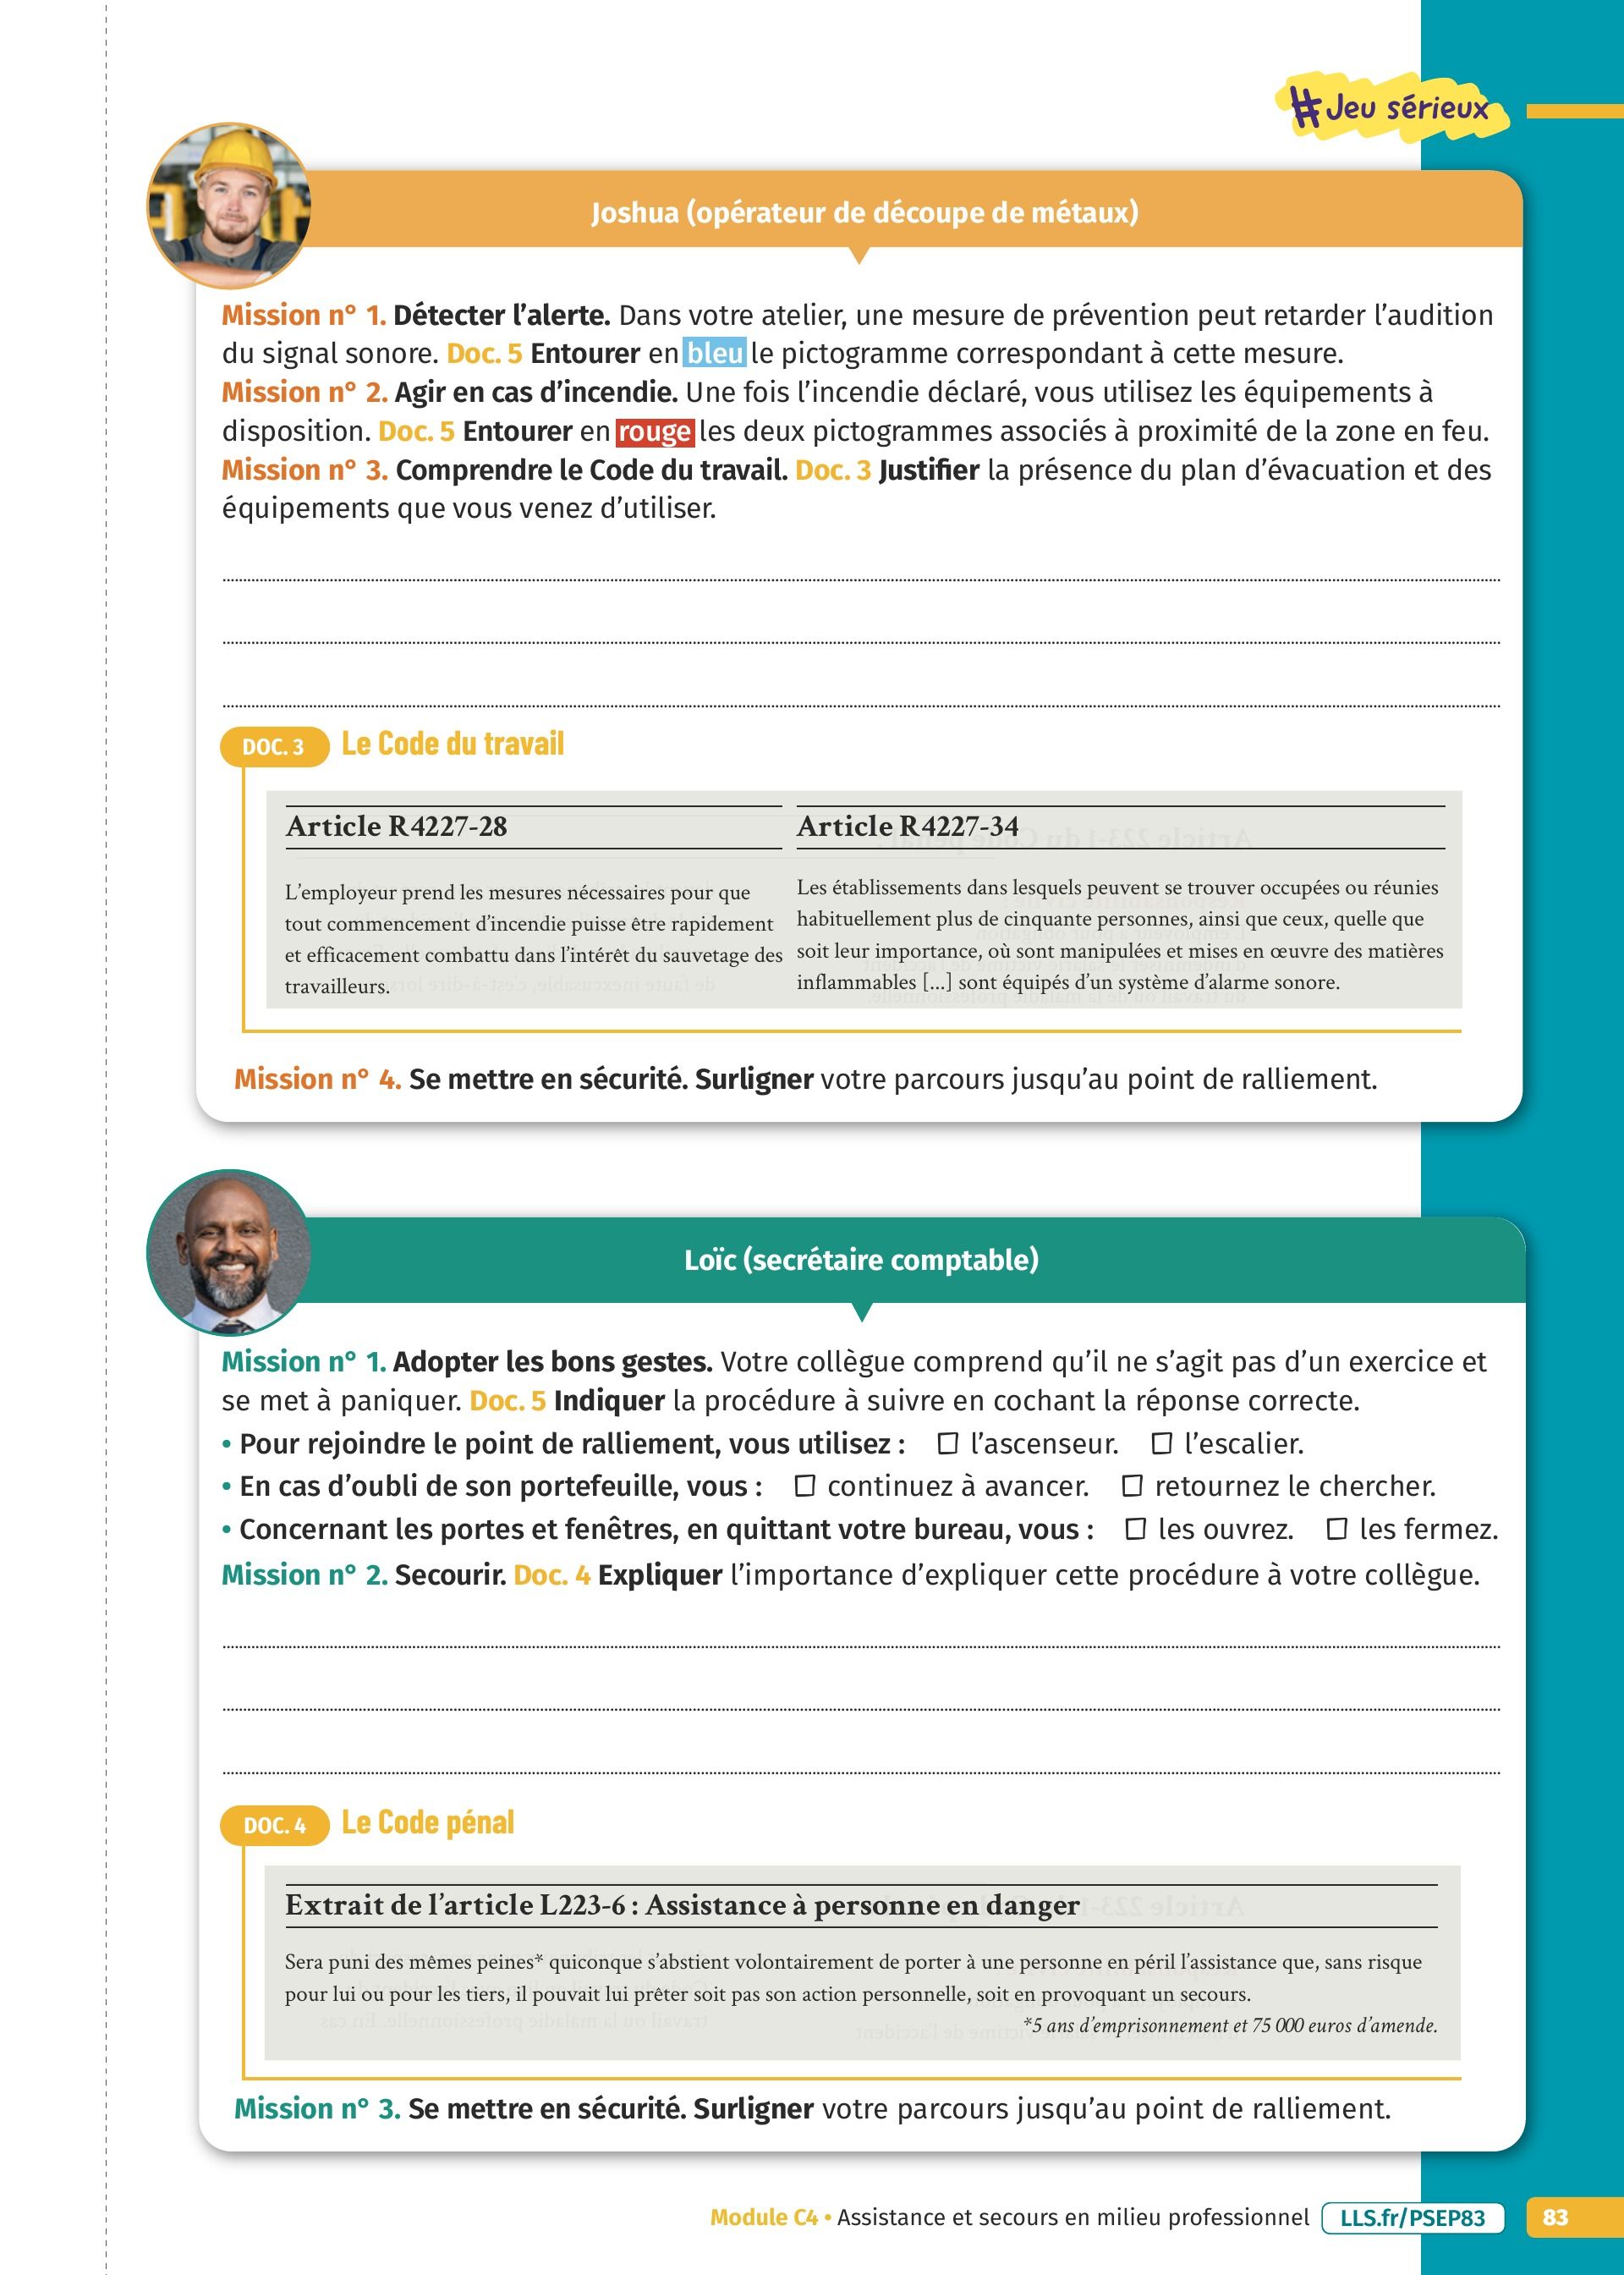 #Jeu sérieux
Joshua (opérateur de découpe de métaux)
Mission n° 1. Détecter l’alerte. Dans votre atelier, une mesure de prévention peut retarder l’audition
du signal sonore. Doc. 5 Entourer en bleu le pictogramme correspondant à cette mesure.
Mission n° 2. Agir en cas d’incendie. Une fois l’incendie déclaré, vous utilisez les équipements à
disposition. Doc. 5 Entourer en rouge les deux pictogrammes associés à proximité de la zone en feu.
Mission n° 3. Comprendre le Code du travail. Doc. 3 Justifier la présence du plan d’évacuation et des
équipements que vous venez d’utiliser.
DOC. 3 Le Code du travail
Article R4227-28
L’employeur prend les mesures nécessaires pour que
tout commencement d’incendie puisse être rapidement
et efficacement combattu dans l’intérêt du sauvetage des
travailleurs.
Article R4227-34
Les établissements dans lesquels peuvent se trouver occupées ou réunies
habituellement plus de cinquante personnes, ainsi que ceux, quelle que
soit leur importance, où sont manipulées et mises en œuvre des matières
inflammables [...] sont équipés d’un système d’alarme sonore.
Mission n° 4. Se mettre en sécurité. Surligner votre parcours jusqu’au point de ralliement.
Loïc (secrétaire comptable)
Mission n° 1. Adopter les bons gestes. Votre collègue comprend qu’il ne s’agit pas d’un exercice et
se met à paniquer. Doc. 5 Indiquer la procédure à suivre en cochant la réponse correcte.
• Pour rejoindre le point de ralliement, vous utilisez : ☐ l’ascenseur. ☐ l’escalier.
• En cas d’oubli de son portefeuille, vous : ☐ continuez à avancer. ☐ retournez le chercher.
• Concernant les portes et fenêtres, en quittant votre bureau, vous : ☐ les ouvrez. ☐ les fermez.
Mission n° 2. Secourir. Doc. 4 Expliquer l’importance d’expliquer cette procédure à votre collègue.
DOC. 4 Le Code pénal
Extrait de l’article L223-6 : Assistance à personne en danger
Sera puni des mêmes peines* quiconque s’abstient volontairement de porter à une personne en péril l’assistance que, sans risque
pour lui ou pour les tiers, il pouvait lui prêter soit pas son action personnelle, soit en provoquant un secours.
*5 ans d’emprisonnement et 75 000 euros d’amende.
Mission n° 3. Se mettre en sécurité. Surligner votre parcours jusqu’au point de ralliement.
Module C4 • Assistance et secours en milieu professionnel LLS.fr/PSEP83 83